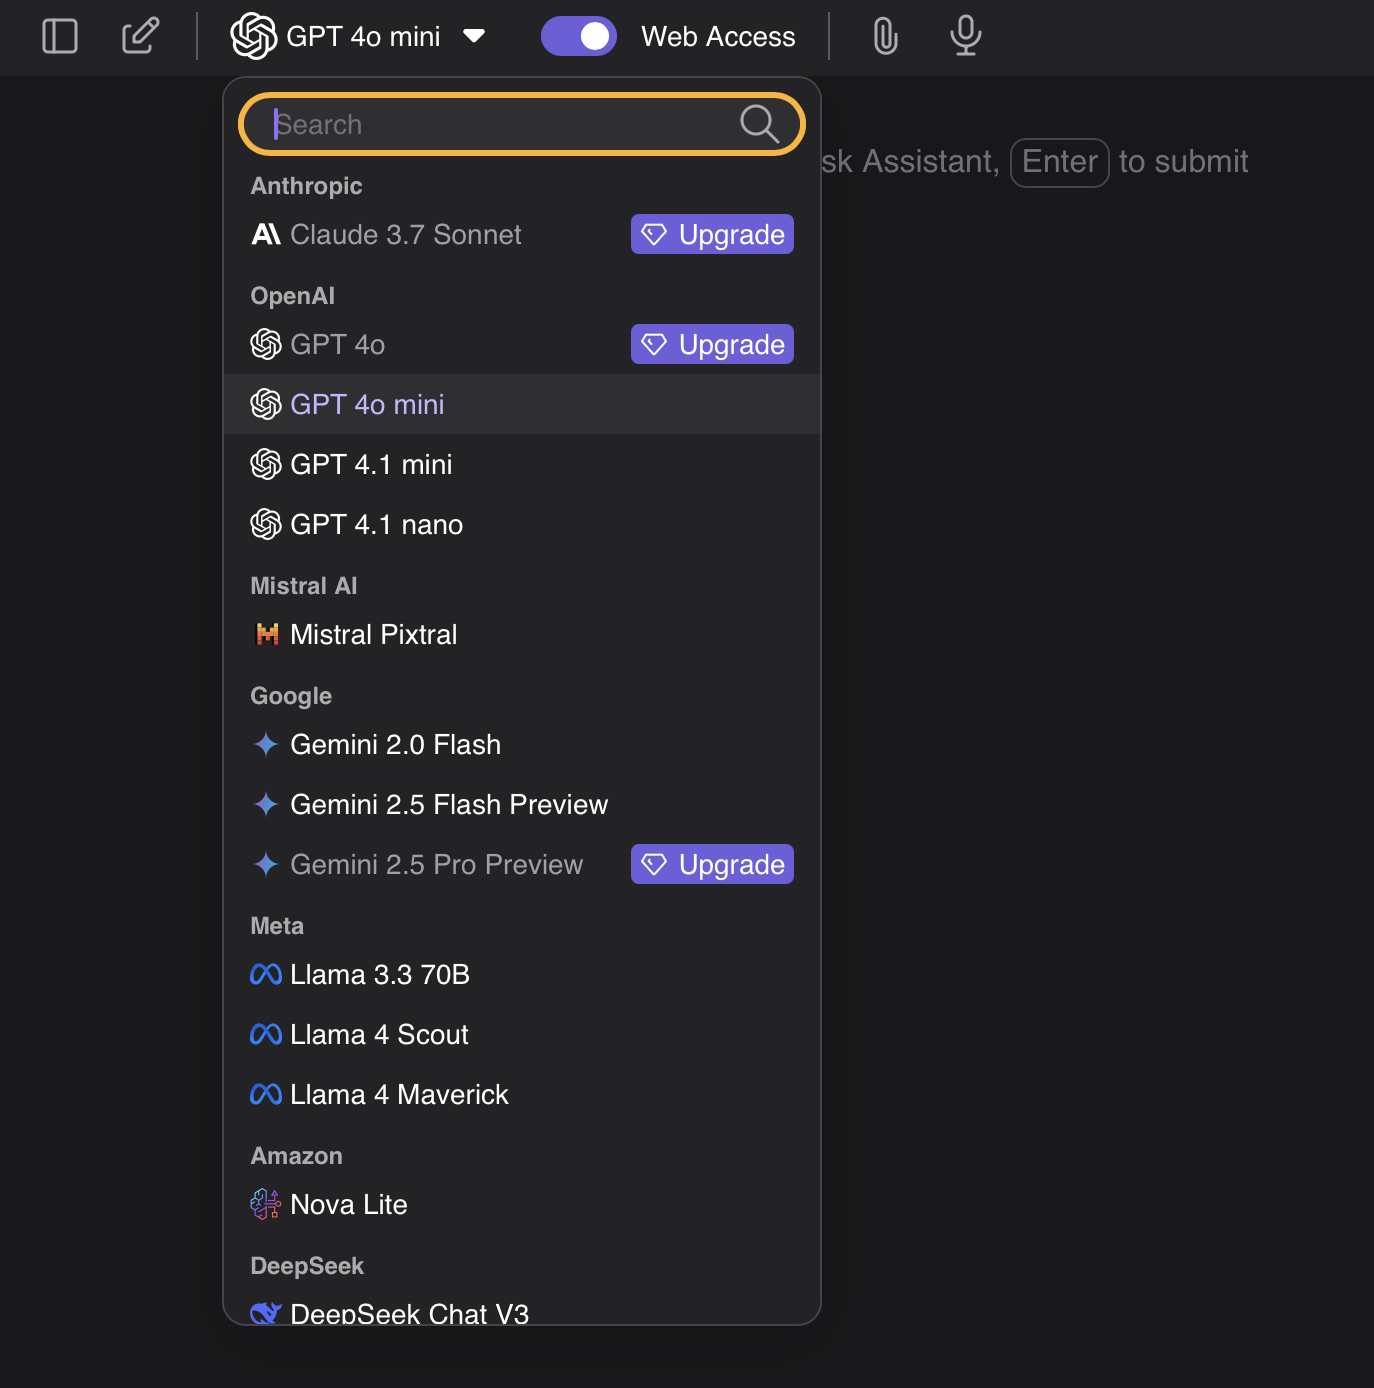 GPT 4o mini
Web Access
Search
sk Assistant, Enter to submit
Anthropic
Claude 3.7 Sonnet Upgrade
OpenAI
GPT 4o Upgrade
GPT 4o mini
GPT 4.1 mini
GPT 4.1 nano
Mistral AI
Mistral Pixtral
Google
Gemini 2.0 Flash
Gemini 2.5 Flash Preview
Gemini 2.5 Pro Preview Upgrade
Meta
Llama 3.3 70B
Llama 4 Scout
Llama 4 Maverick
Amazon
Nova Lite
DeepSeek
DeepSeek Chat V3